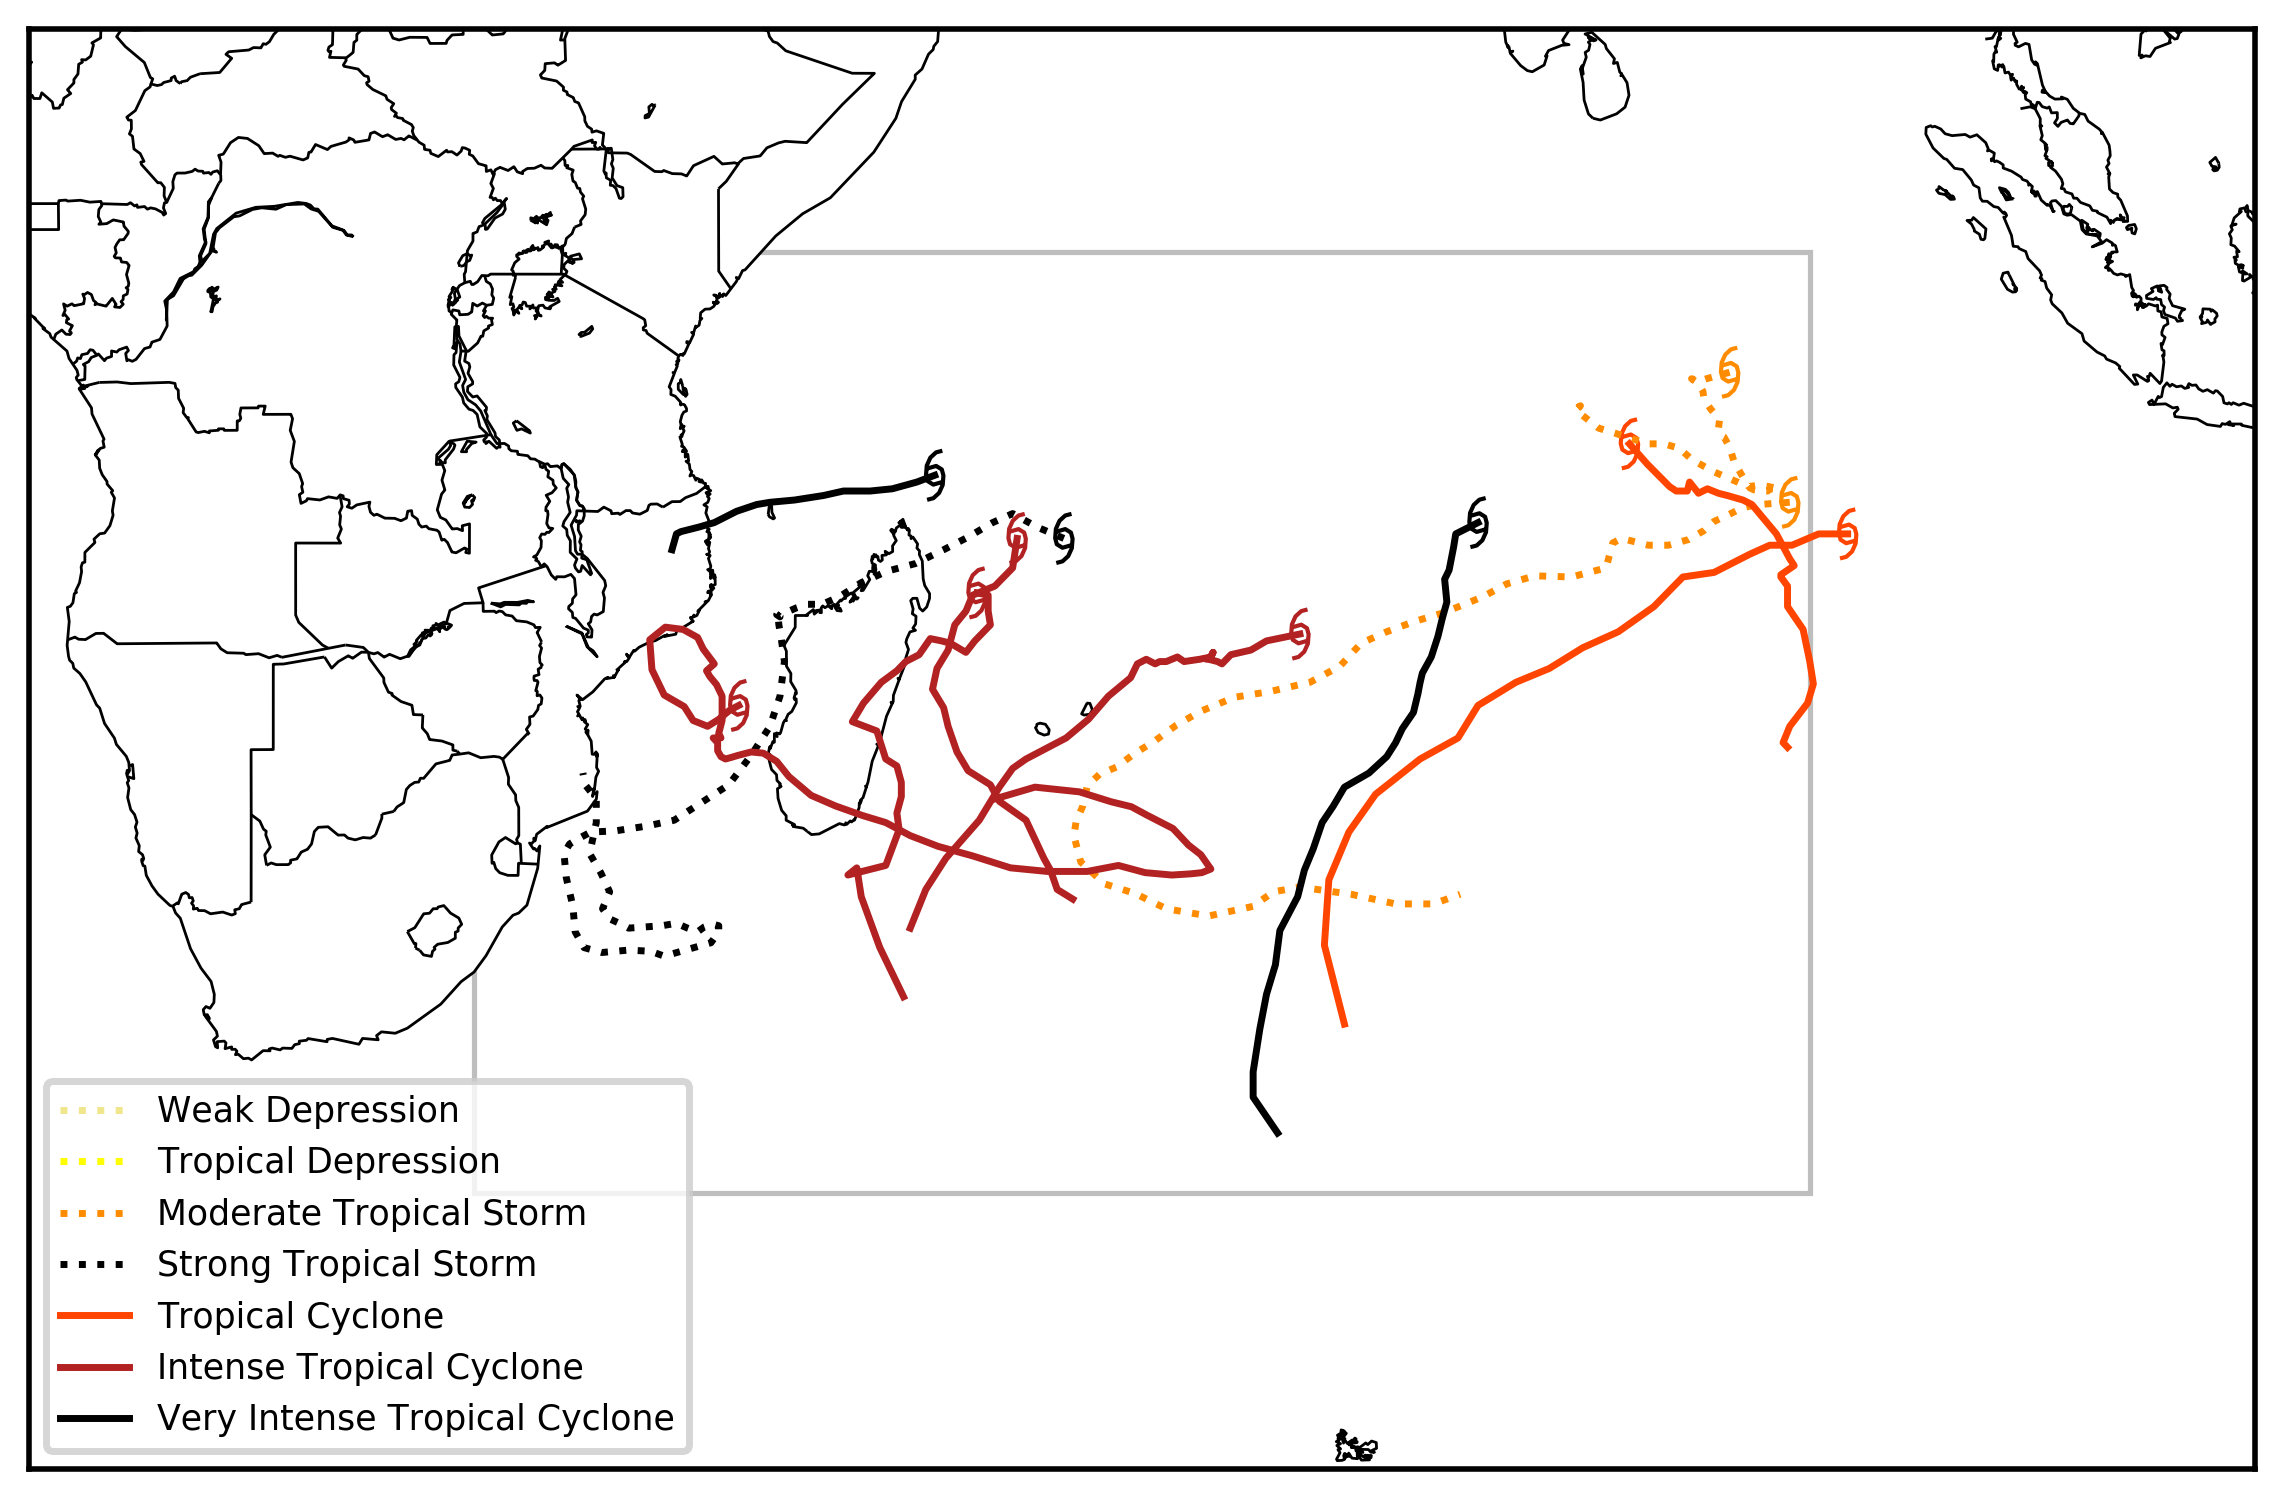 Weak Depression
Tropical Depression
Moderate Tropical Storm
Strong Tropical Storm
Tropical Cyclone
Intense Tropical Cyclone
Very Intense Tropical Cyclone